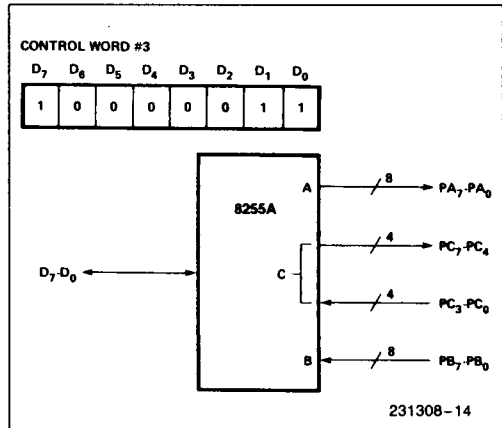 CONTROL WORD #3
D7 D6 D5 D4 D3 D2 D1 D0
1 0 0 0 0 0 1 1
A 8 PA7-PA0
8255A
4 PC7-PC4
D7-D0 C
4 PC3-PC0
B 8 PB7-PB0
231308-14